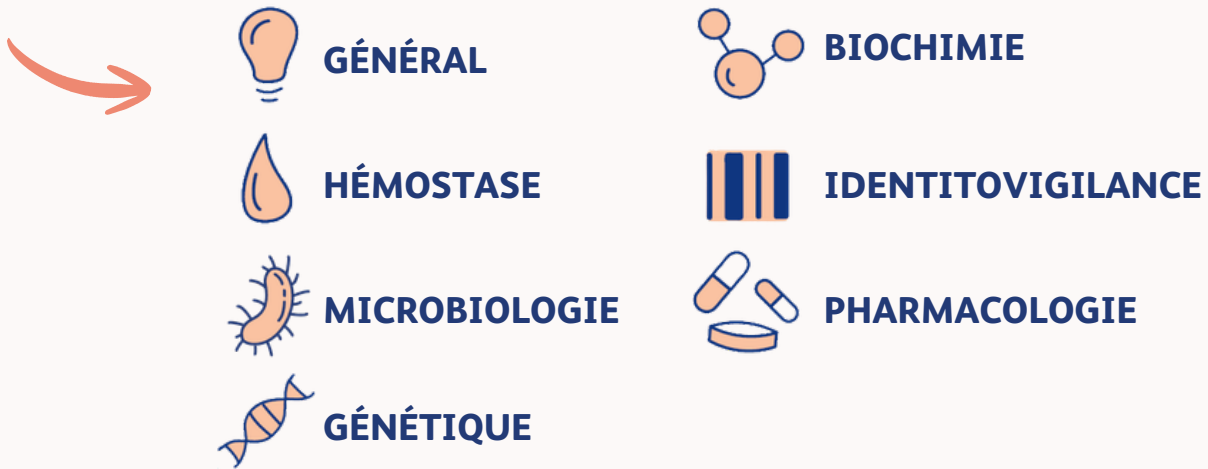 GÉNÉRAL
HÉMOSTASE
MICROBIOLOGIE
GÉNÉTIQUE
BIOCHIMIE
IDENTITOVIGILANCE
PHARMACOLOGIE